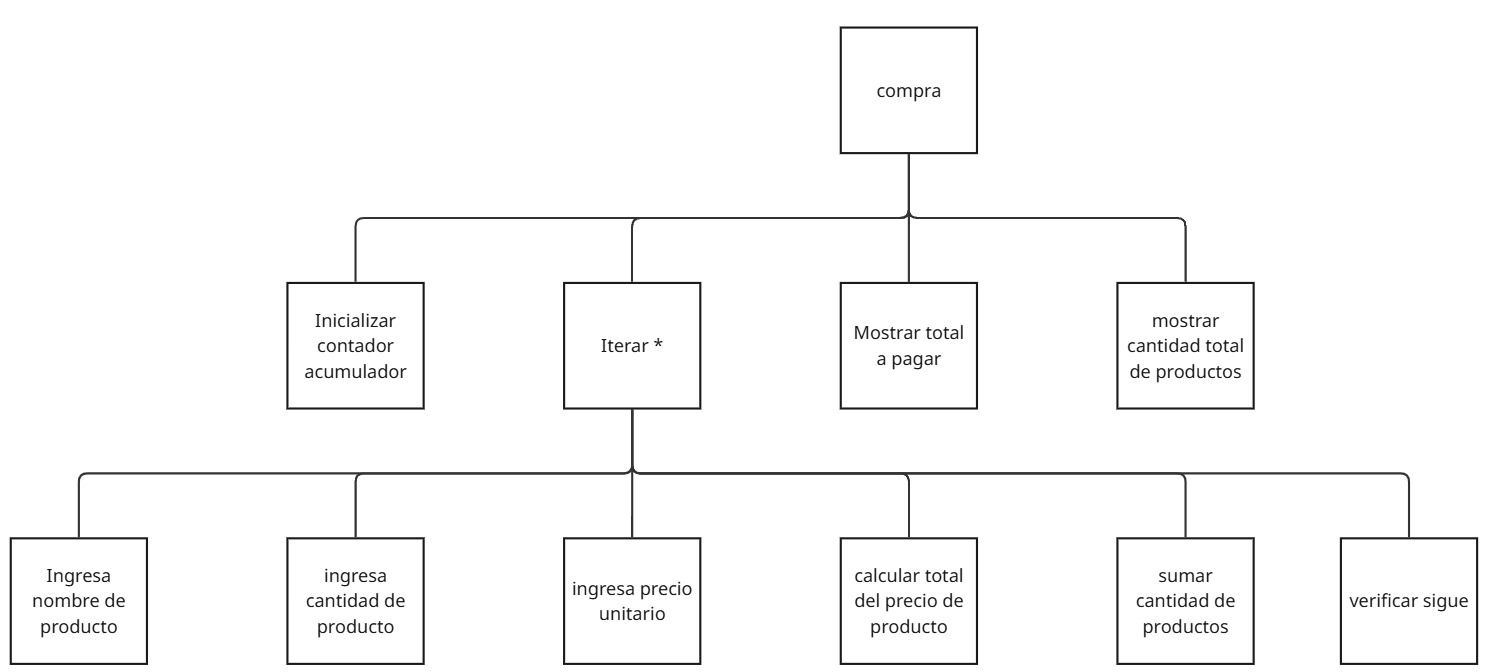 compra
Inicializar
contador
acumulador
Iterar *
Mostrar total
a pagar
mostrar
cantidad total
de productos
Ingresa
nombre de
producto
ingresa
cantidad de
producto
ingresa precio
unitario
calcular total
del precio de
producto
sumar
cantidad de
productos
verificar sigue